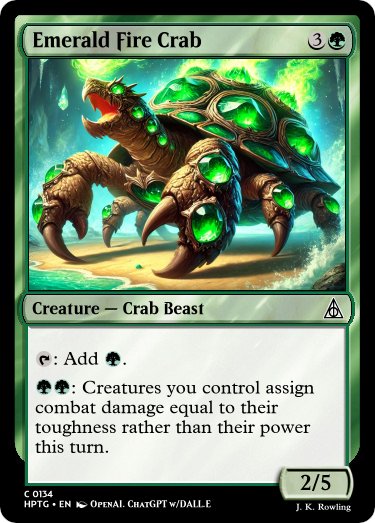 Emerald Fire Crab 3
Creature — Crab Beast
: Add .
: Creatures you control assign
combat damage equal to their
toughness rather than their power
this turn.
2/5
C 0134
HPTG • EN OpenAI. ChatGPT w/DALL.E
J. K. Rowling